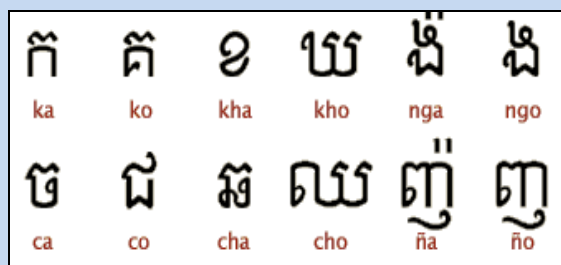 ក គ ខ ឃ ង៉ ង
ka ko kha kho nga ngo
ច ជ ឆ ឈ ញ៉ ញ
ca co cha cho ña ño